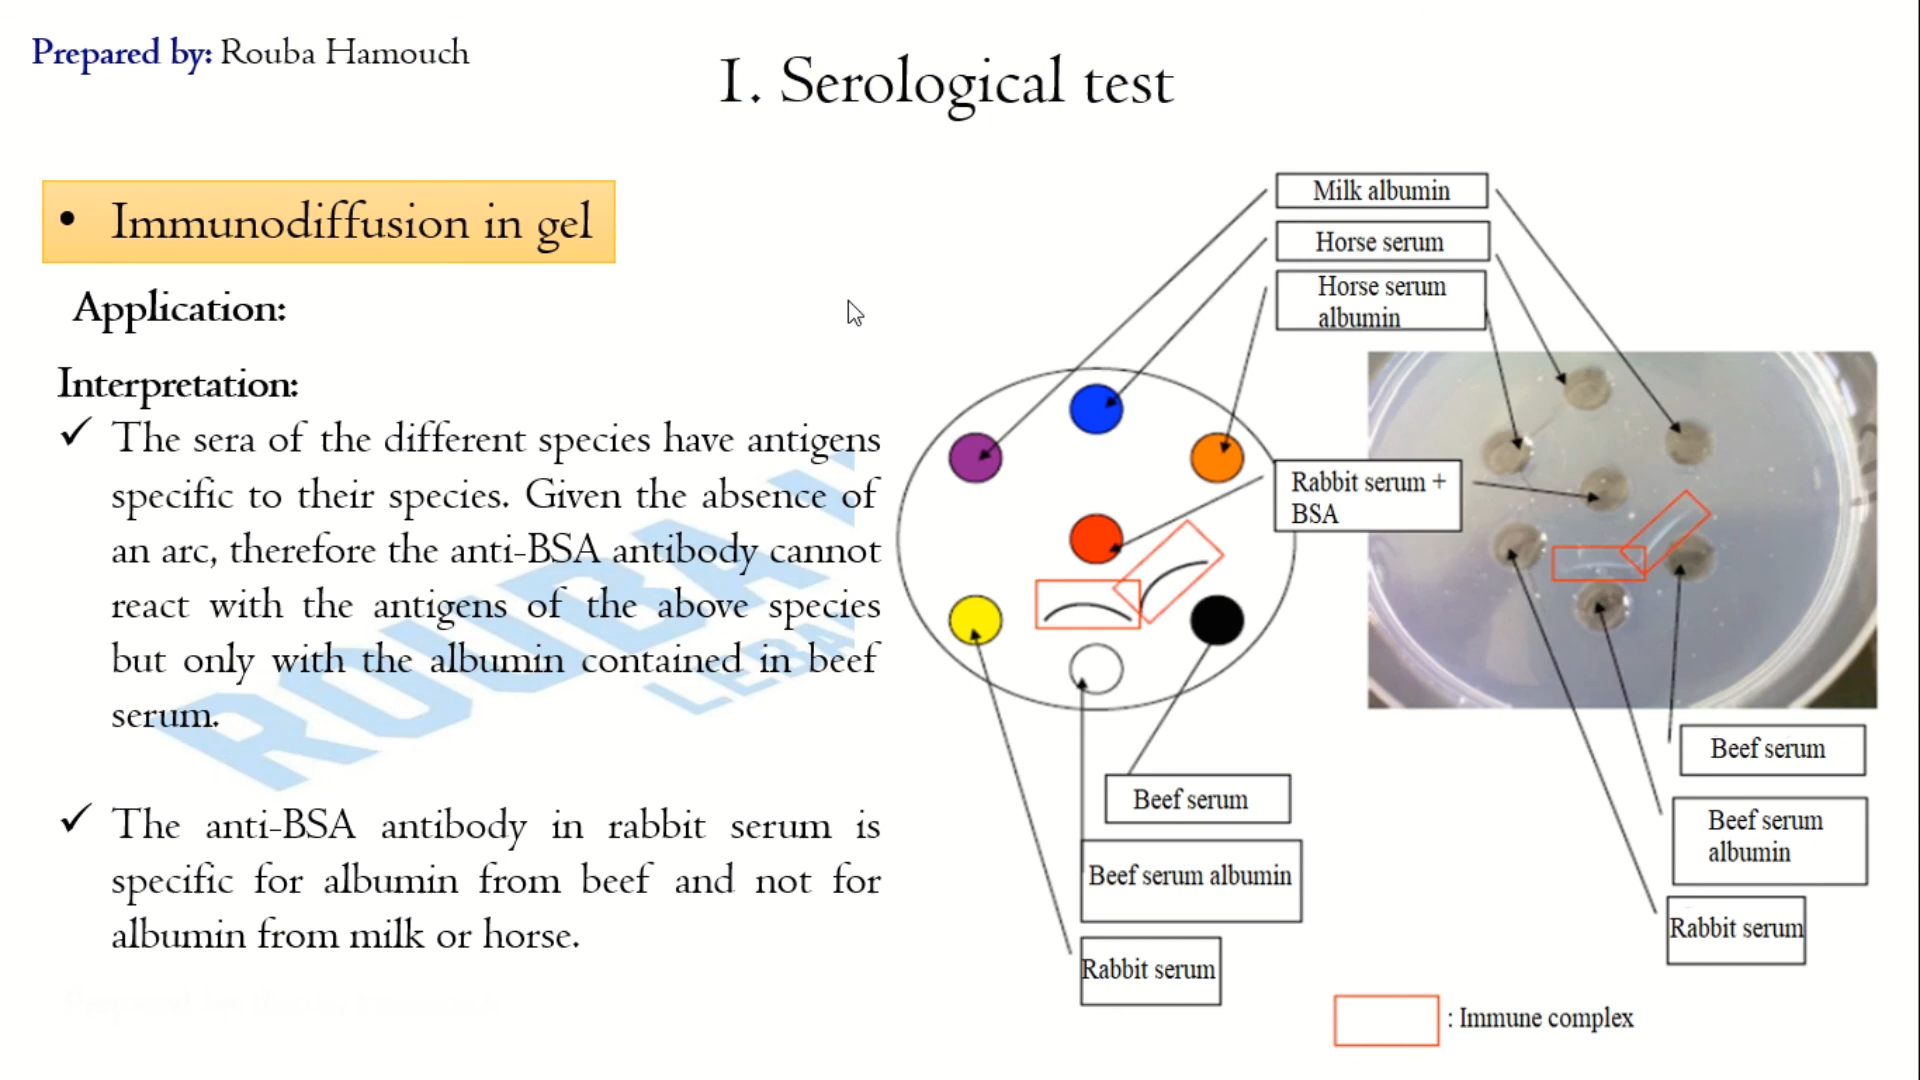 Prepared by: Rouba Hamouch
I. Serological test
• Immunodiffusion in gel
Application:
Interpretation:
✓ The sera of the different species have antigens
specific to their species. Given the absence of
an arc, therefore the anti-BSA antibody cannot
react with the antigens of the above species
but only with the albumin contained in beef
serum.
✓ The anti-BSA antibody in rabbit serum is
specific for albumin from beef and not for
albumin from milk or horse.
ROUBA
Milk albumin
Horse serum
Horse serum
albumin
Rabbit serum +
BSA
Beef serum
Beef serum albumin
Rabbit serum
Beef serum
Beef serum
albumin
Rabbit serum
: Immune complex